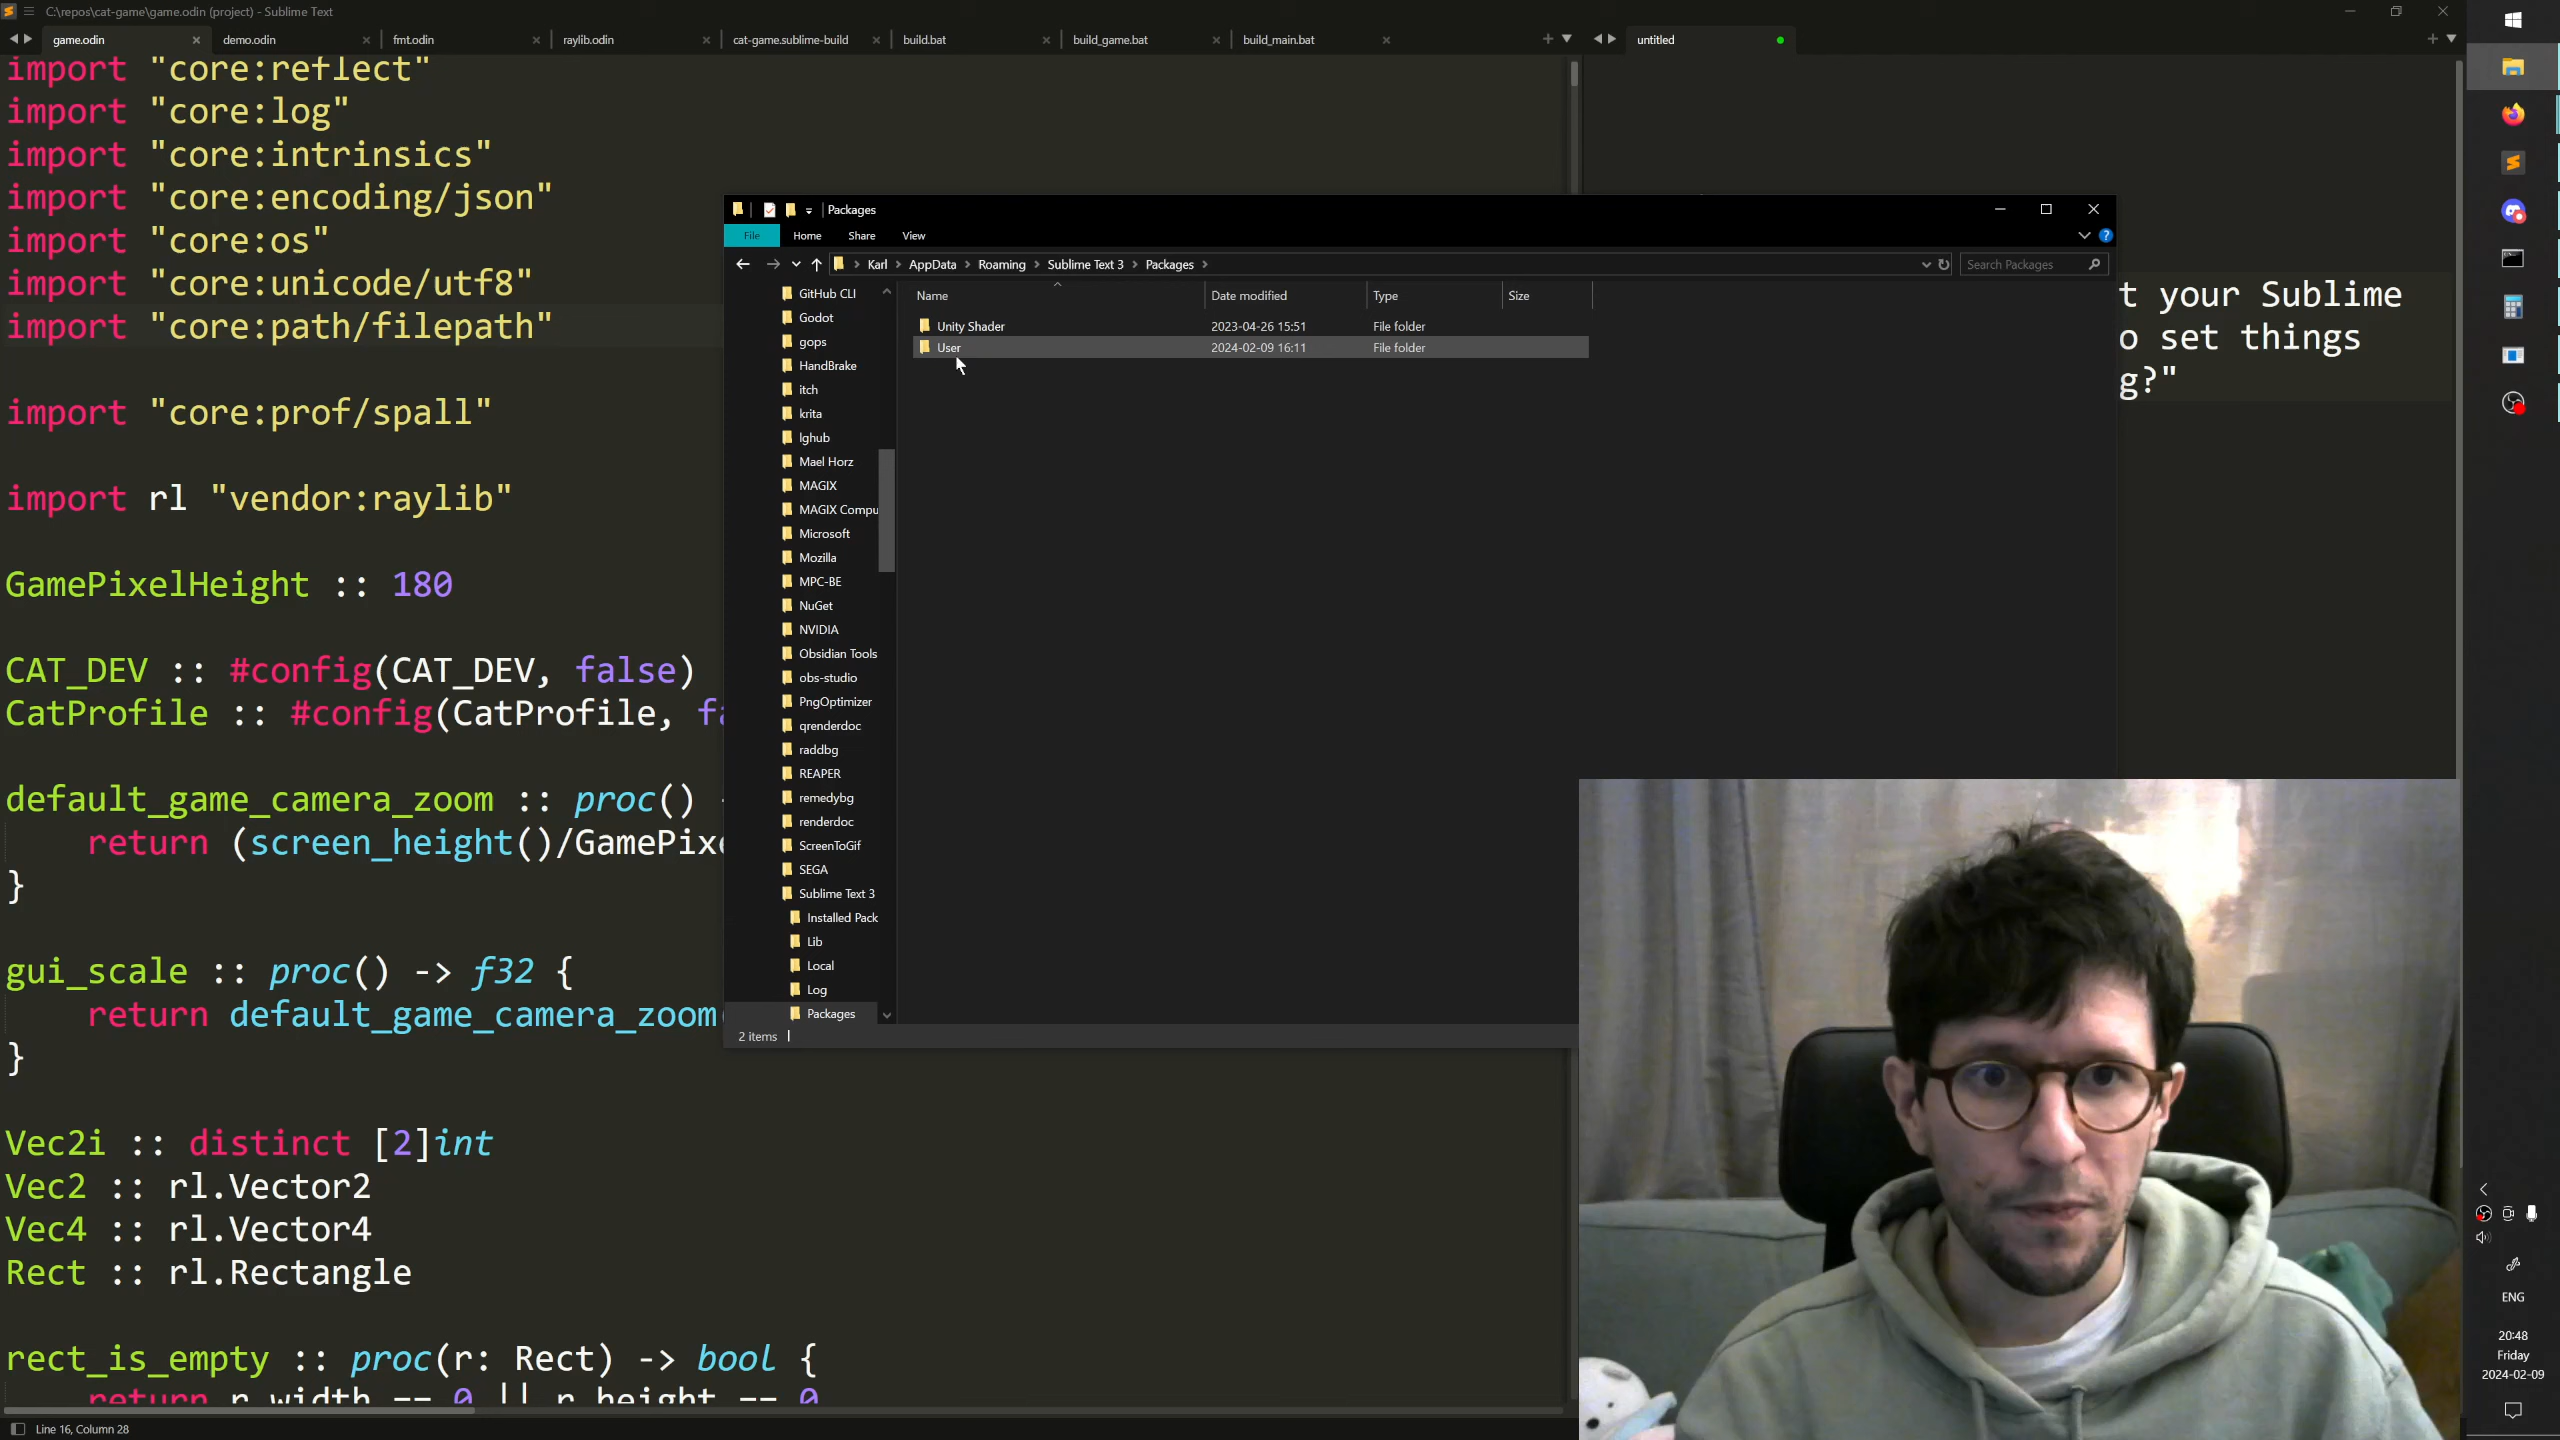 C:\repos\cat-game\game.odin (project) - Sublime Text
game.odin
demo.odin
fmt.odin
raylib.odin
cat-game.sublime-build
build.bat
build_game.bat
build_main.bat
untitled
import "core:reflect"
import "core:log"
import "core:intrinsics"
import "core:encoding/json"
import "core:os"
import "core:unicode/utf8"
import "core:path/filepath"
import "core:prof/spall"
import rl "vendor:raylib"
GamePixelHeight :: 180
CAT_DEV :: #config(CAT_DEV, false)
CatProfile :: #config(CatProfile, fa
default_game_camera_zoom :: proc() -
return (screen_height()/GamePixe
}
gui_scale :: proc() -> f32 {
return default_game_camera_zoom(
}
Vec2i :: distinct [2]int
Vec2 :: rl.Vector2
Vec4 :: rl.Vector4
Rect :: rl.Rectangle
rect_is_empty :: proc(r: Rect) -> bool {
return r.width == 0 || r.height == 0
Line 16, Column 28
Packages
File
Home
Share
View
Karl
AppData
Roaming
Sublime Text 3
Packages
Search Packages
GitHub CLI
Godot
gops
HandBrake
itch
krita
lghub
Mael Horz
MAGIX
MAGIX Compu
Microsoft
Mozilla
MPC-BE
NuGet
NVIDIA
Obsidian Tools
obs-studio
PngOptimizer
qrenderdoc
raddbg
REAPER
remedybg
renderdoc
ScreenToGif
SEGA
Sublime Text 3
Installed Pack
Lib
Local
Log
Packages
Name
Date modified
Type
Size
Unity Shader
2023-04-26 15:51
File folder
User
2024-02-09 16:11
File folder
2 items
t your Sublime
o set things
g?"
ENG
20:48
Friday
2024-02-09